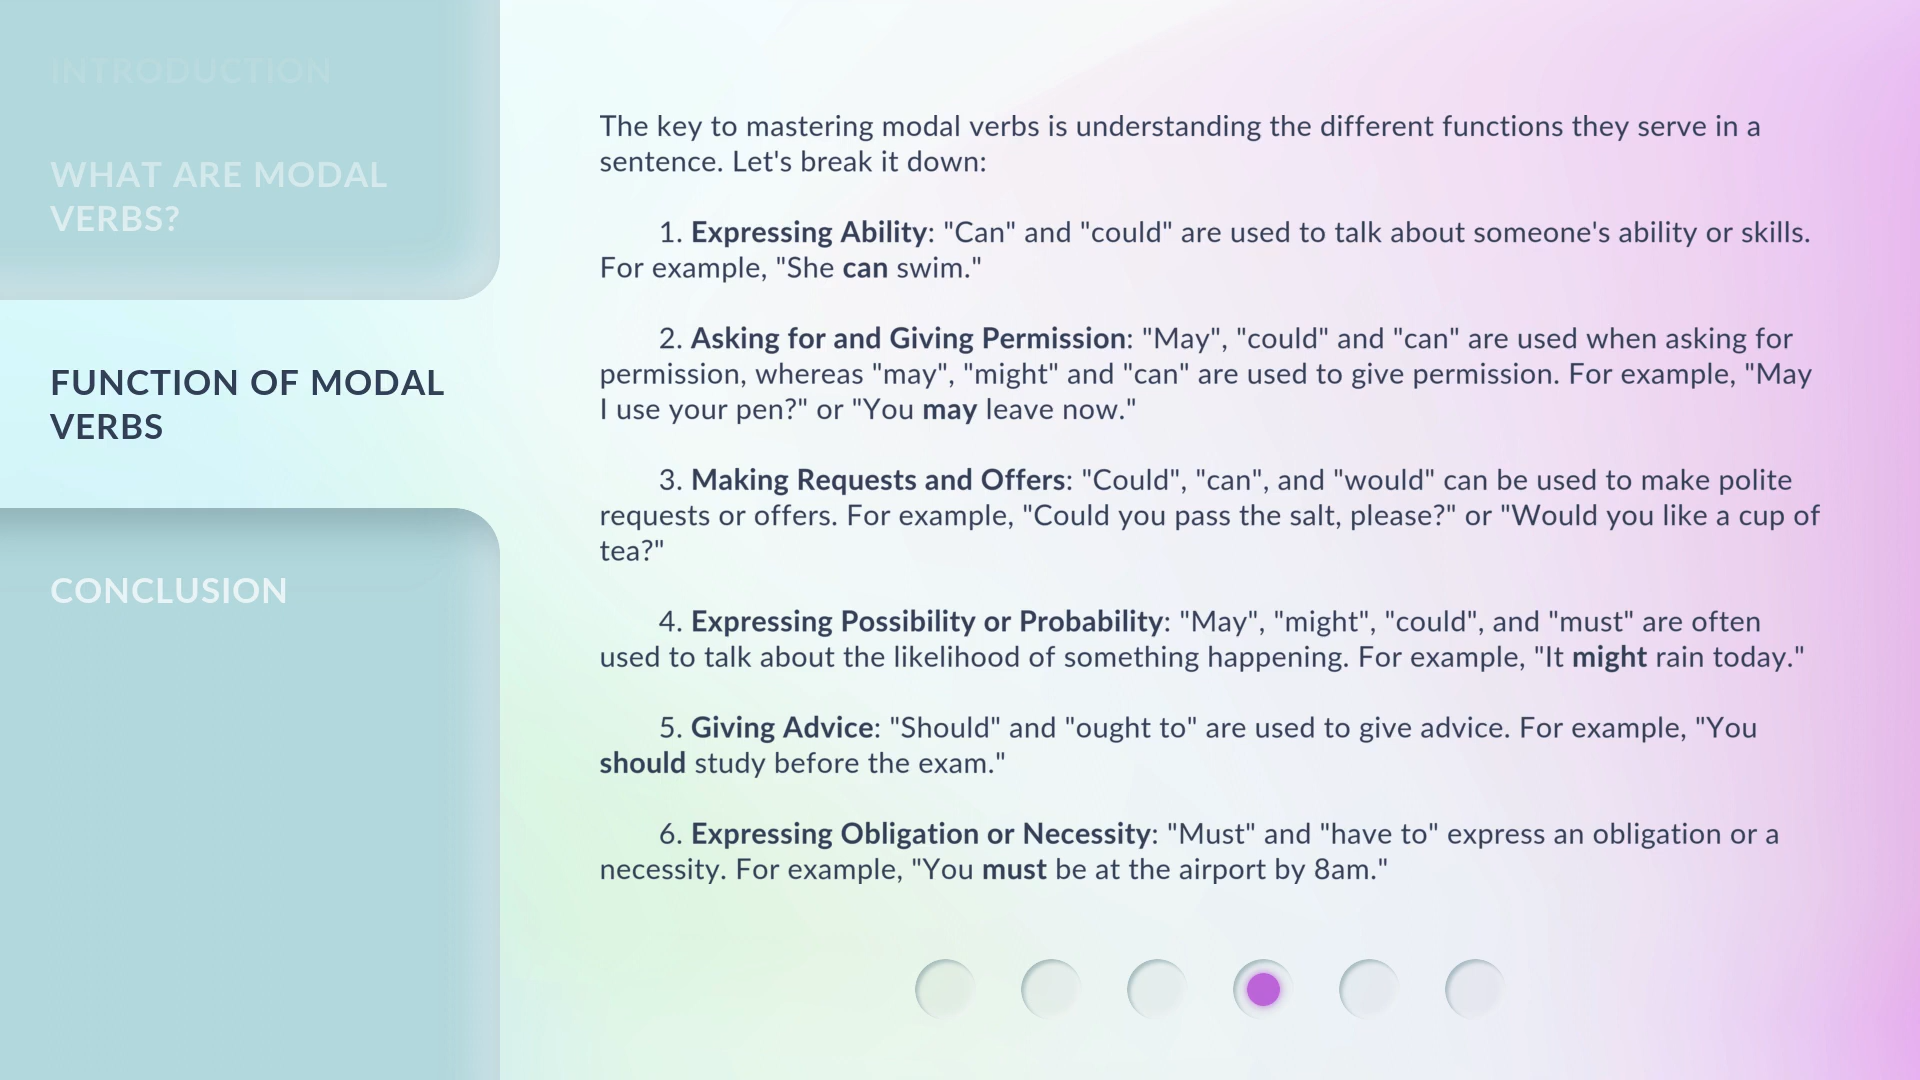 INTRODUCTION
WHAT ARE MODAL
VERBS?
FUNCTION OF MODAL
VERBS
CONCLUSION
The key to mastering modal verbs is understanding the different functions they serve in a
sentence. Let's break it down:
1. Expressing Ability: "Can" and "could" are used to talk about someone's ability or skills.
For example, "She can swim."
2. Asking for and Giving Permission: "May", "could" and "can" are used when asking for
permission, whereas "may", "might" and "can" are used to give permission. For example, "May
I use your pen?" or "You may leave now."
3. Making Requests and Offers: "Could", "can", and "would" can be used to make polite
requests or offers. For example, "Could you pass the salt, please?" or "Would you like a cup of
tea?"
4. Expressing Possibility or Probability: "May", "might", "could", and "must" are often
used to talk about the likelihood of something happening. For example, "It might rain today."
5. Giving Advice: "Should" and "ought to" are used to give advice. For example, "You
should study before the exam."
6. Expressing Obligation or Necessity: "Must" and "have to" express an obligation or a
necessity. For example, "You must be at the airport by 8am."